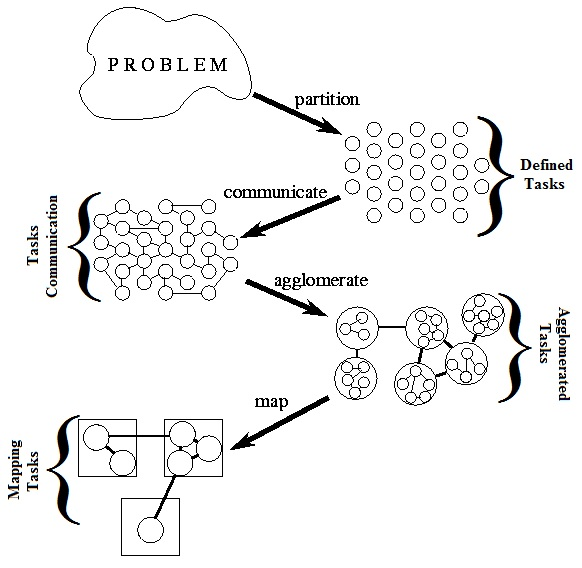 PROBLEM
partition
Defined
Tasks
communicate
Tasks
Communication
agglomerate
Agglomerated
Tasks
map
Mapping
Tasks